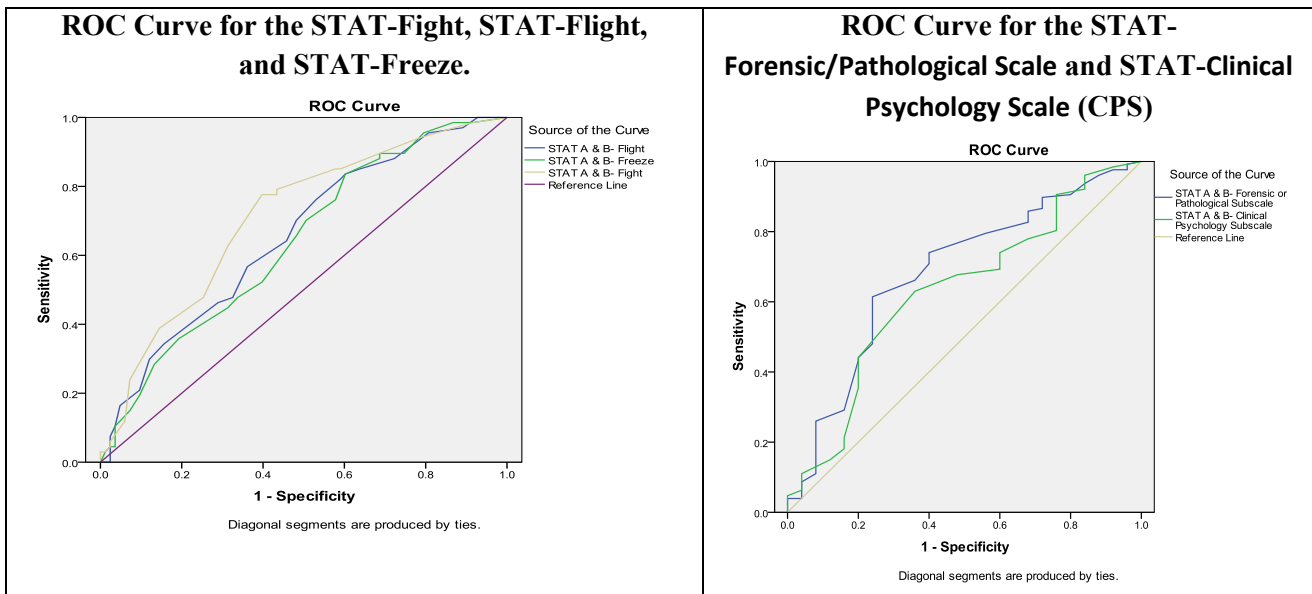 ROC Curve for the STAT-Fight, STAT-Flight,
and STAT-Freeze.
ROC Curve
Source of the Curve
STAT A & B- Flight
STAT A & B- Freeze
STAT A & B- Fight
Reference Line
Sensitivity
1.0
0.8
0.6
0.4
0.2
0.0
0.0 0.2 0.4 0.6 0.8 1.0
1 - Specificity
Diagonal segments are produced by ties.
ROC Curve for the STAT-
Forensic/Pathological Scale and STAT-Clinical
Psychology Scale (CPS)
ROC Curve
Source of the Curve
STAT A & B- Forensic or
Pathological Subscale
STAT A & B- Clinical
Psychology Subscale
Reference Line
Sensitivity
1.0
0.8
0.6
0.4
0.2
0.0
0.0 0.2 0.4 0.6 0.8 1.0
1 - Specificity
Diagonal segments are produced by ties.